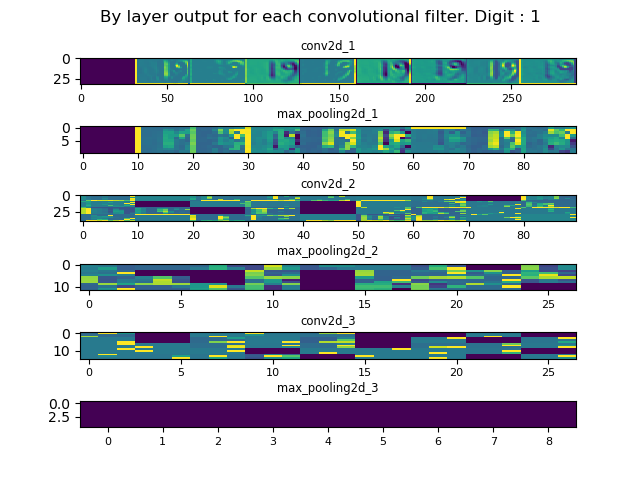 By layer output for each convolutional filter. Digit : 1
conv2d_1
0
25
0 50 100 150 200 250
max_pooling2d_1
0
5
0 10 20 30 40 50 60 70 80
conv2d_2
0
25
0 10 20 30 40 50 60 70 80
max_pooling2d_2
0
10
0 5 10 15 20 25
conv2d_3
0
10
0 5 10 15 20 25
max_pooling2d_3
0.0
2.5
0 1 2 3 4 5 6 7 8